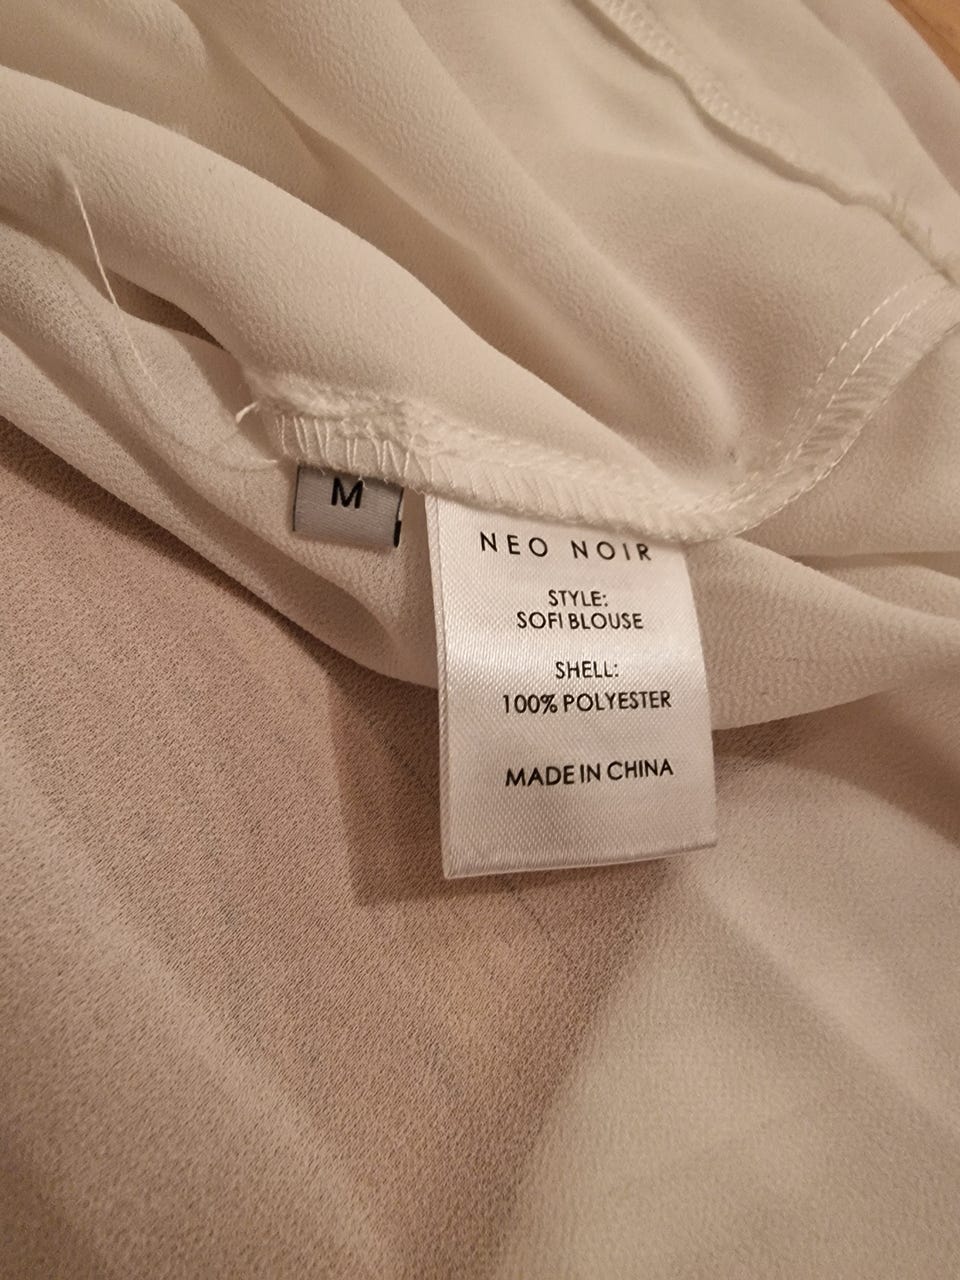 M
NEO NOIR
STYLE:
SOFI BLOUSE
SHELL:
100% POLYESTER
MADE IN CHINA